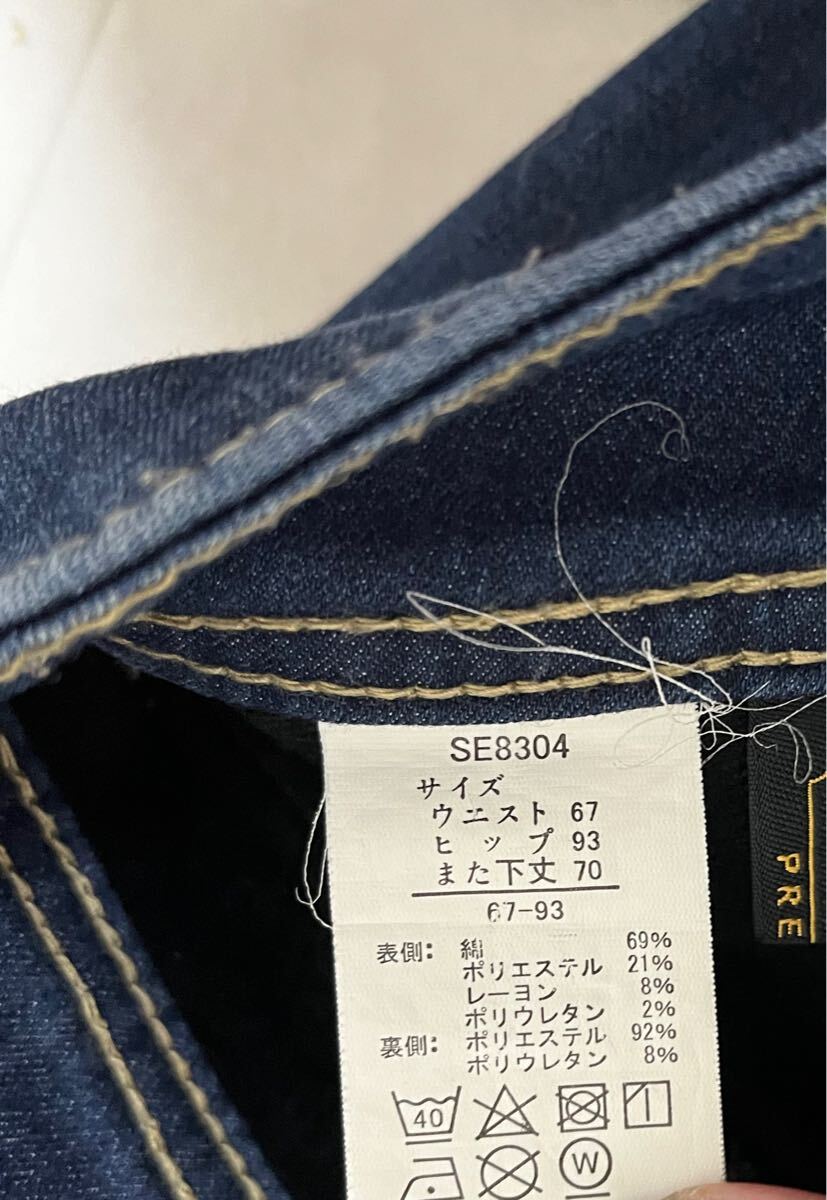 SE8304
サイズ
ウエスト 67
ヒップ 93
また下丈 70
67-93
表側: 綿 69%
ポリエステル 21%
レーヨン 8%
ポリウレタン 2%
裏側: ポリエステル 92%
ポリウレタン 8%
40
W
PRE